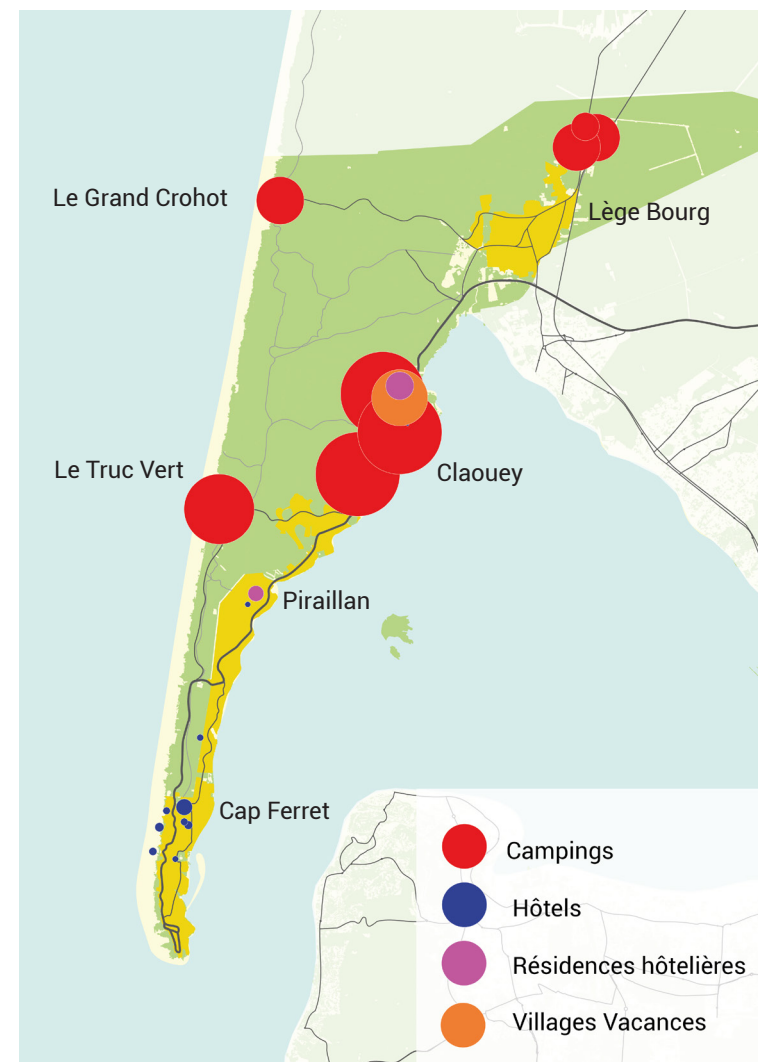 Le Grand Crohot
Lège Bourg
Le Truc Vert
Claouey
Piraillan
Cap Ferret
Campings
Hôtels
Résidences hôtelières
Villages Vacances